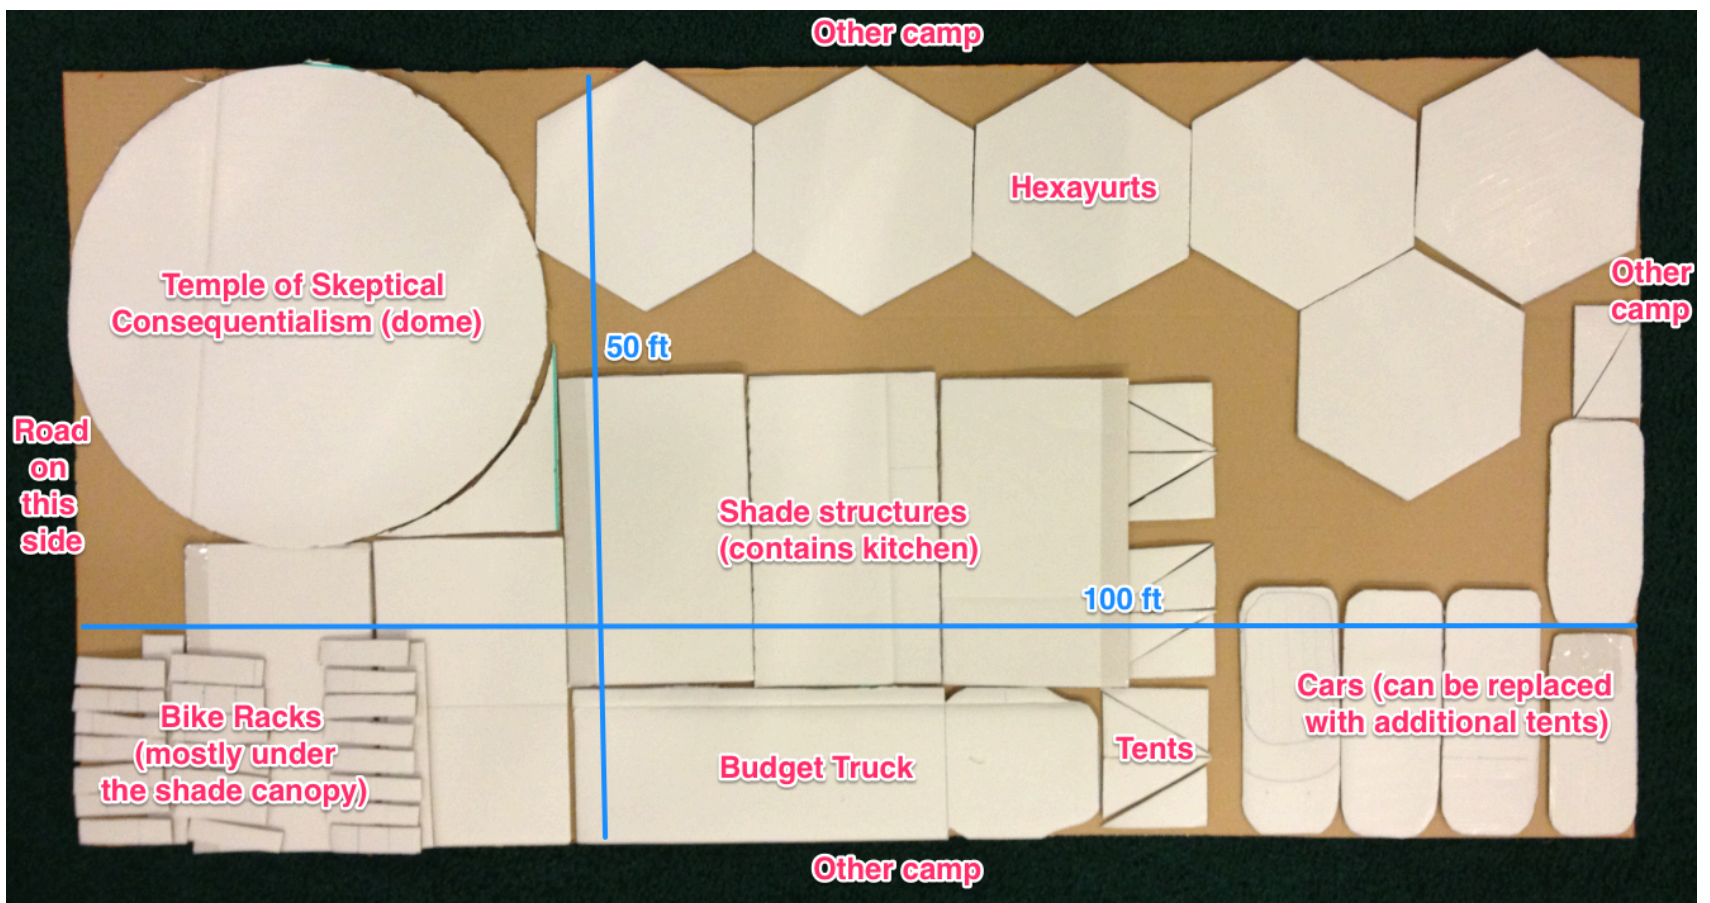 Other camp
Hexayurts
Temple of Skeptical
Consequentialism (dome)
Other
camp
50 ft
Road
on
this
side
Shade structures
(contains kitchen)
100 ft
Bike Racks
(mostly under
the shade canopy)
Budget Truck
Tents
Cars (can be replaced
with additional tents)
Other camp